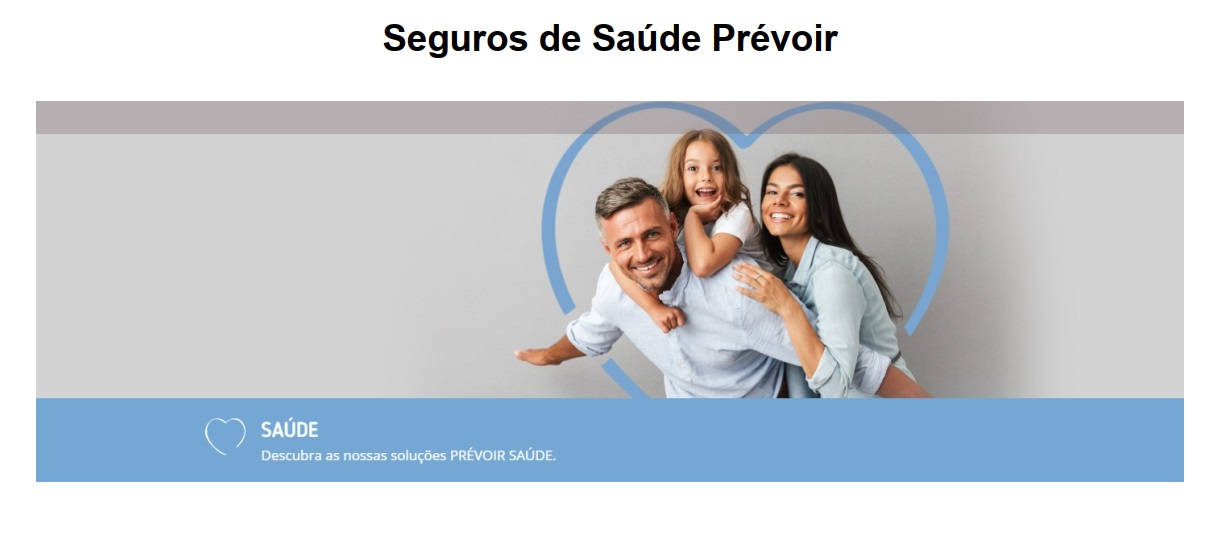 Seguros de Saúde Prévoir
SAÚDE
Descubra as nossas soluções PRÉVOIR SAÚDE.